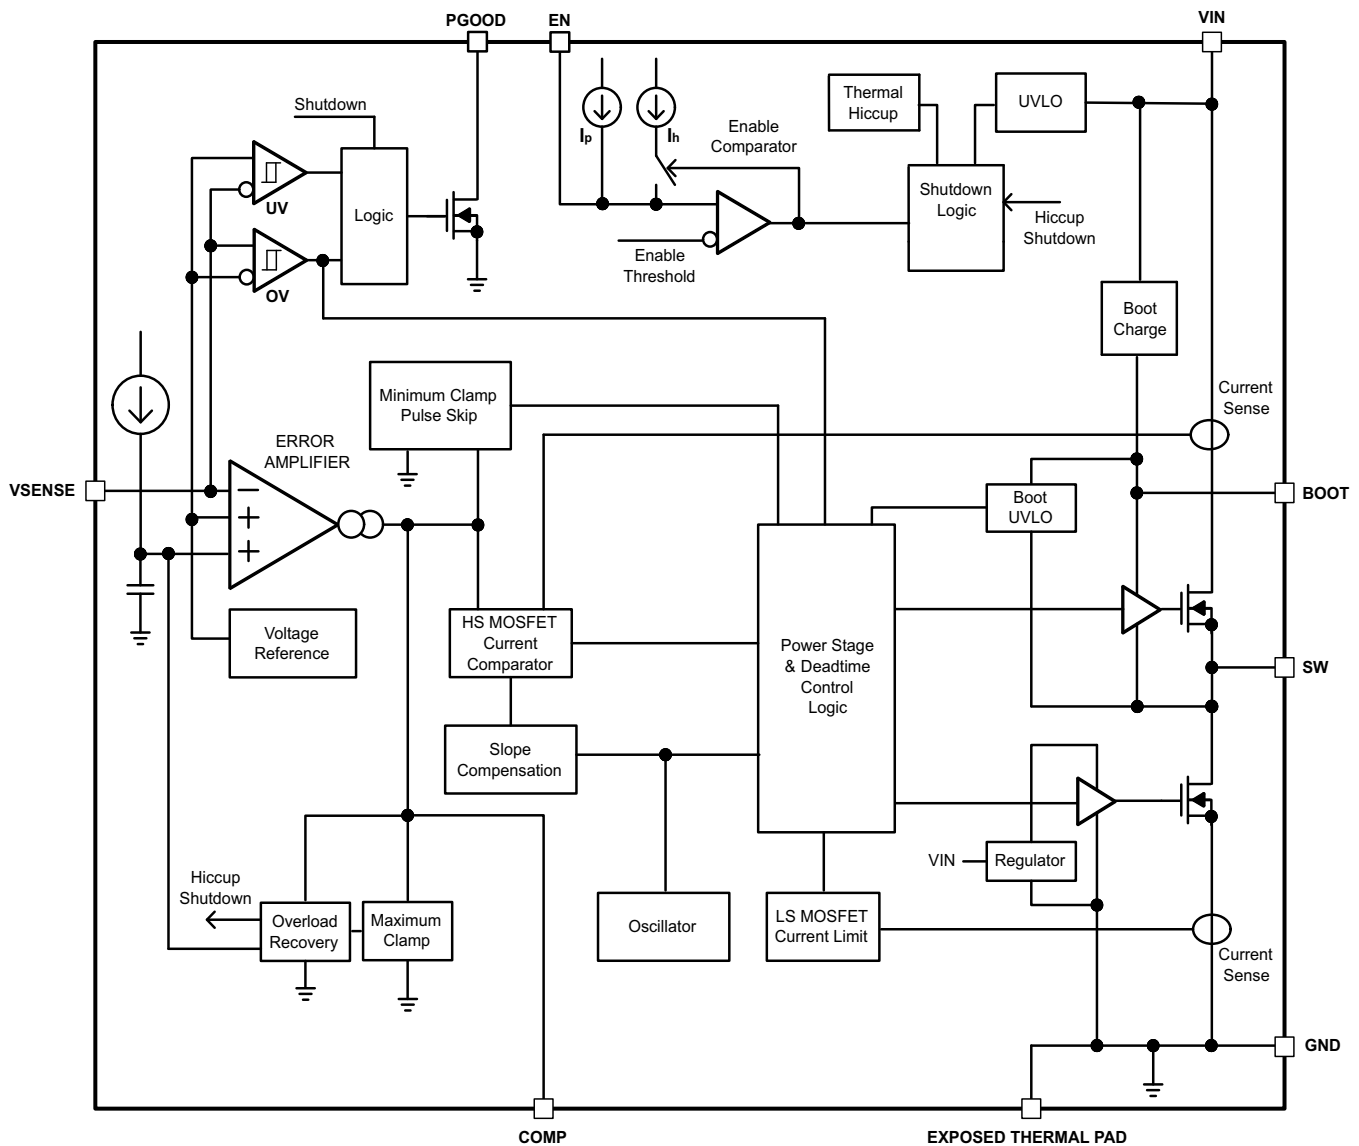 PGOOD
EN
VIN
Shutdown
UV
OV
Logic
Ip
Ih
Enable
Comparator
Enable
Threshold
Thermal
Hiccup
UVLO
Shutdown
Logic
Hiccup
Shutdown
Boot
Charge
Current
Sense
Minimum Clamp
Pulse Skip
ERROR
AMPLIFIER
VSENSE
BOOT
Boot
UVLO
Voltage
Reference
HS MOSFET
Current
Comparator
Power Stage
& Deadtime
Control
Logic
SW
Slope
Compensation
VIN
Regulator
Hiccup
Shutdown
Overload
Recovery
Maximum
Clamp
Oscillator
LS MOSFET
Current Limit
Current
Sense
GND
COMP
EXPOSED THERMAL PAD